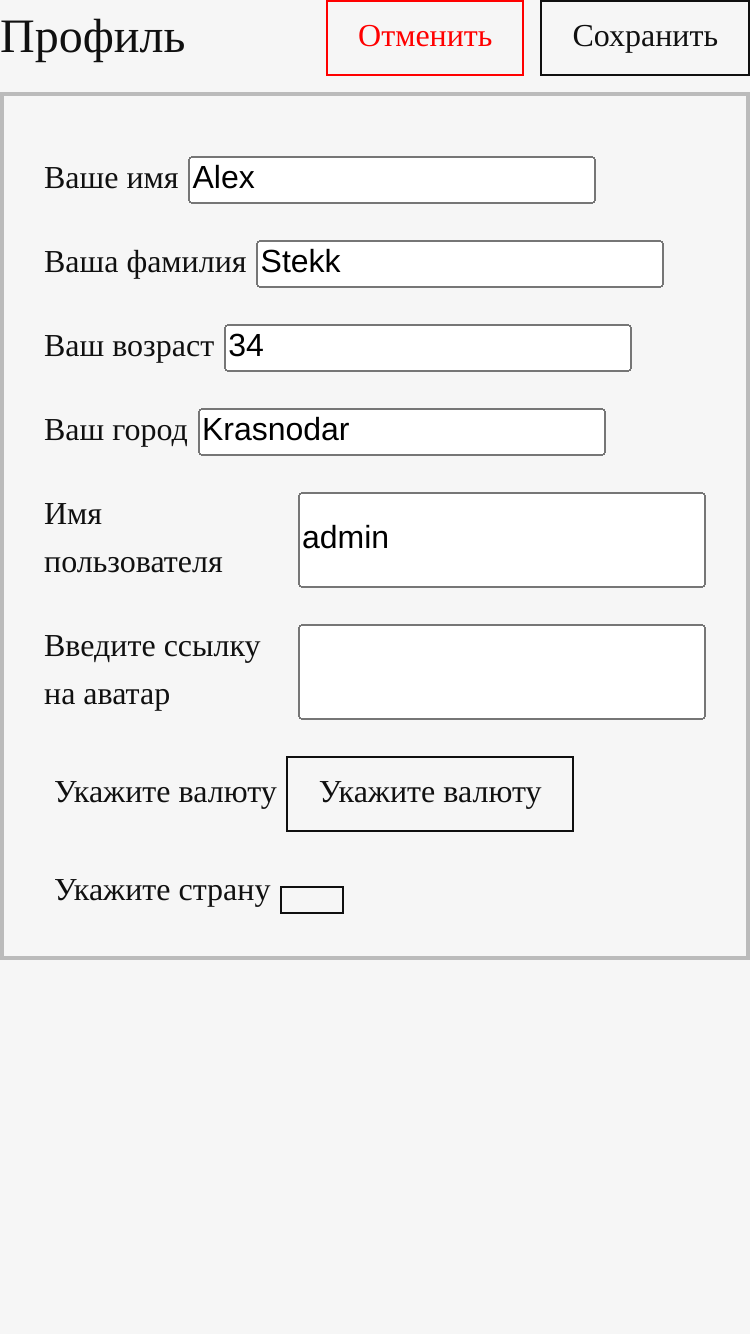 Профиль Отменить Сохранить
Ваше имя Alex
Ваша фамилия Stekk
Ваш возраст 34
Ваш город Krasnodar
Имя
пользователя
admin
Введите ссылку
на аватар
Укажите валюту Укажите валюту
Укажите страну